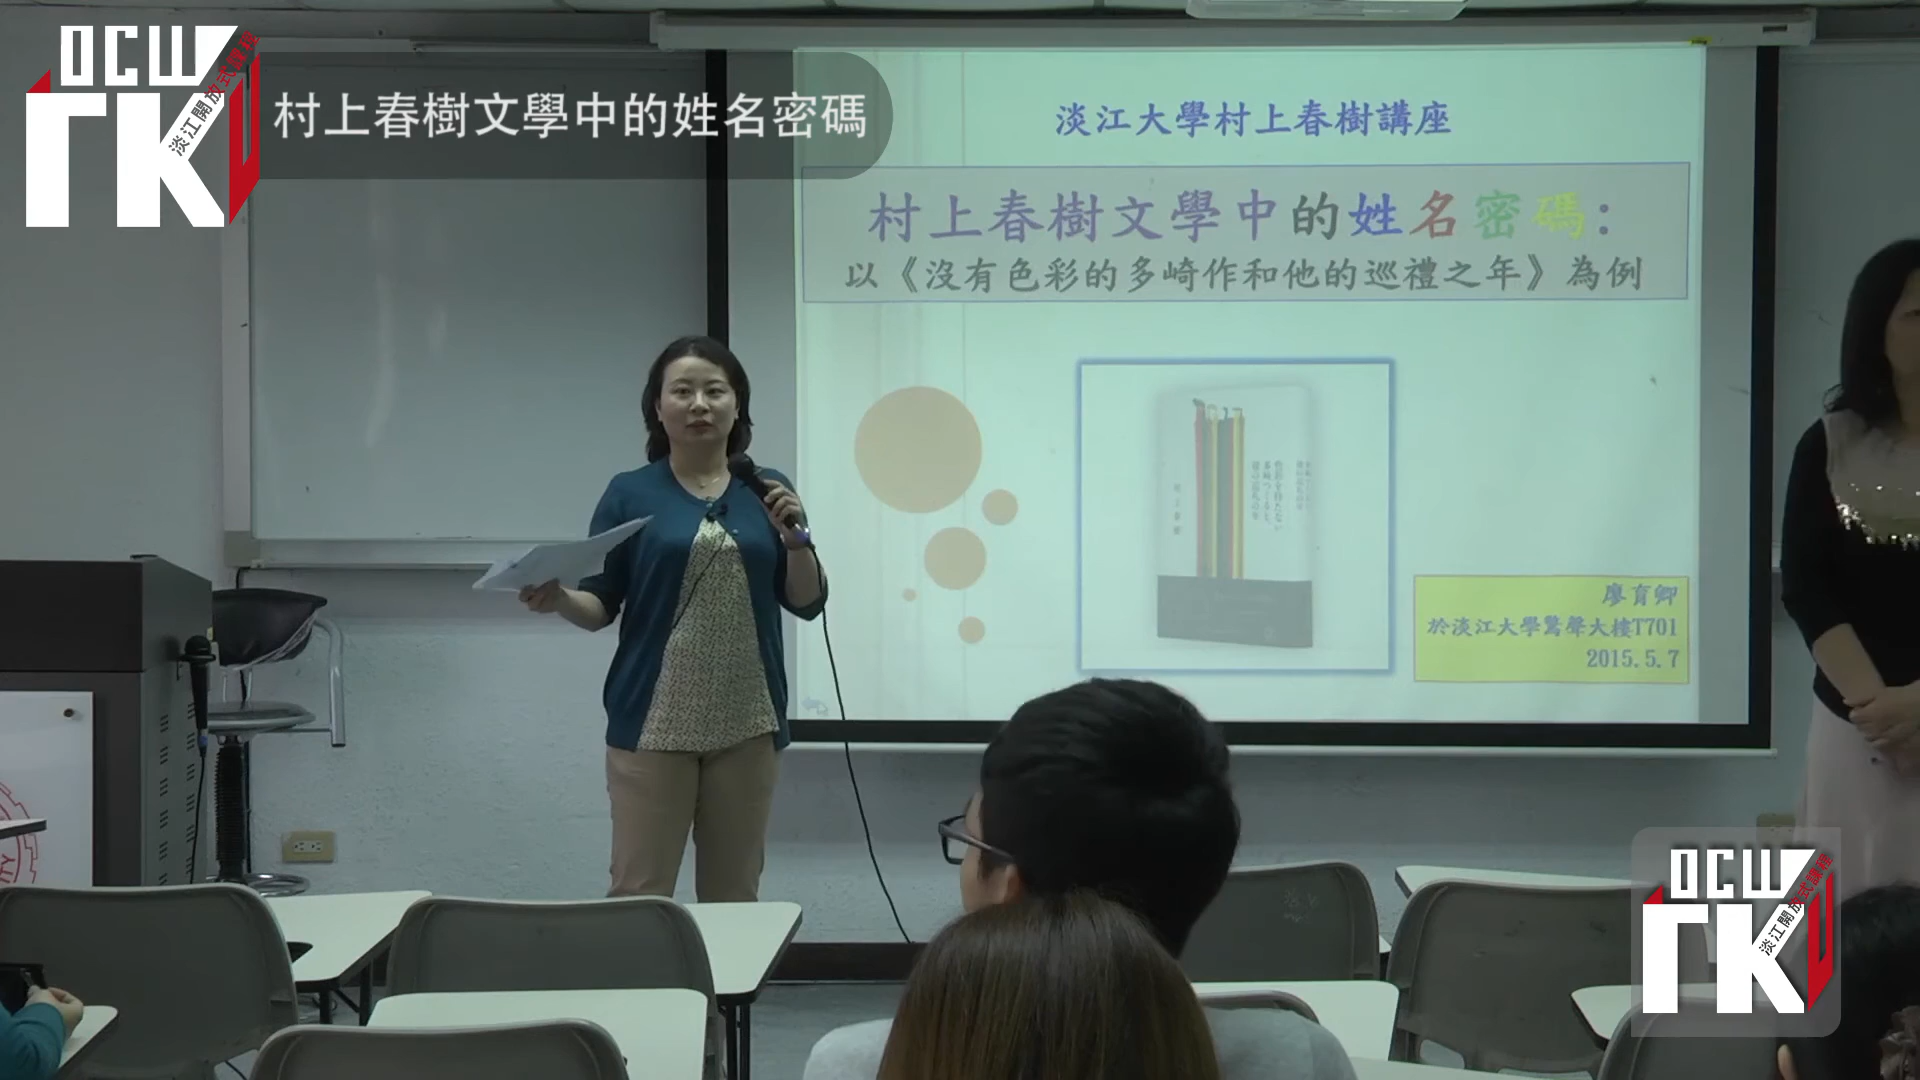 OCW
TKU
淡江開放式課程
村上春樹文學中的姓名密碼
淡江大學村上春樹講座
村上春樹文學中的姓名密碼：
以《沒有色彩的多崎作和他的巡禮之年》為例
廖育卿
於淡江大學驚聲大樓T701
2015.5.7
OCW
TKU
淡江開放式課程